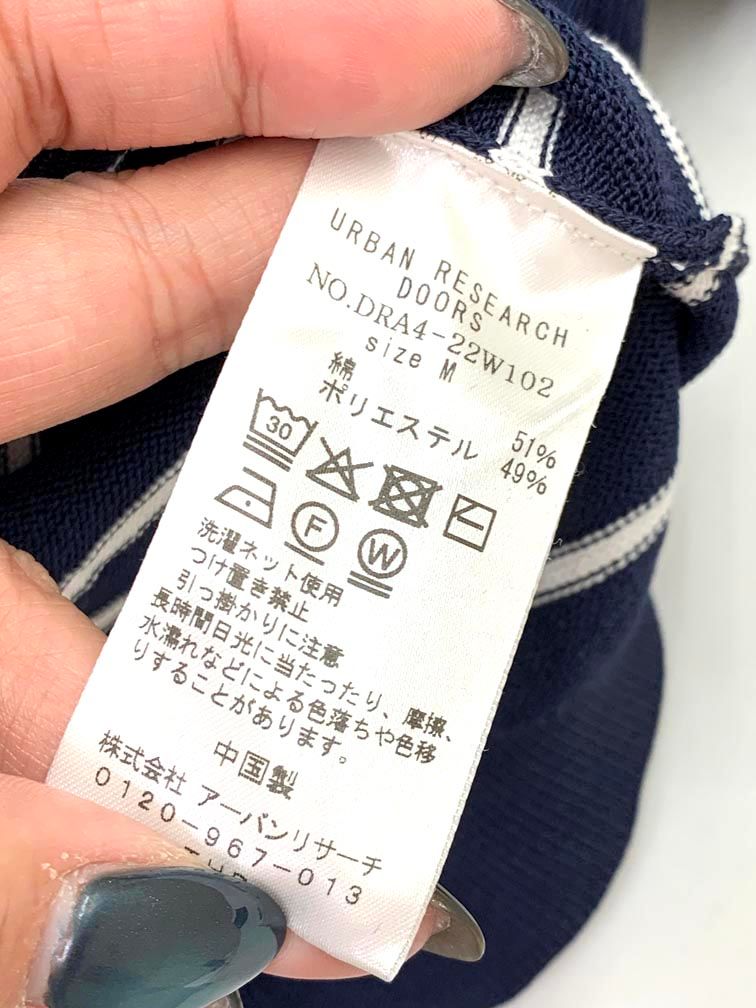 URBAN RESEARCH
DOORS
NO.DRA4-22W102
size M
綿 51%
ポリエステル 49%
30
F W
洗濯ネット使用
つけ置き禁止
引っ掛かりに注意
長時間日光に当たったり、摩擦、
水濡れなどによる色落ちや色移
りすることがあります。
中国製
株式会社 アーバンリサーチ
0120-967-013